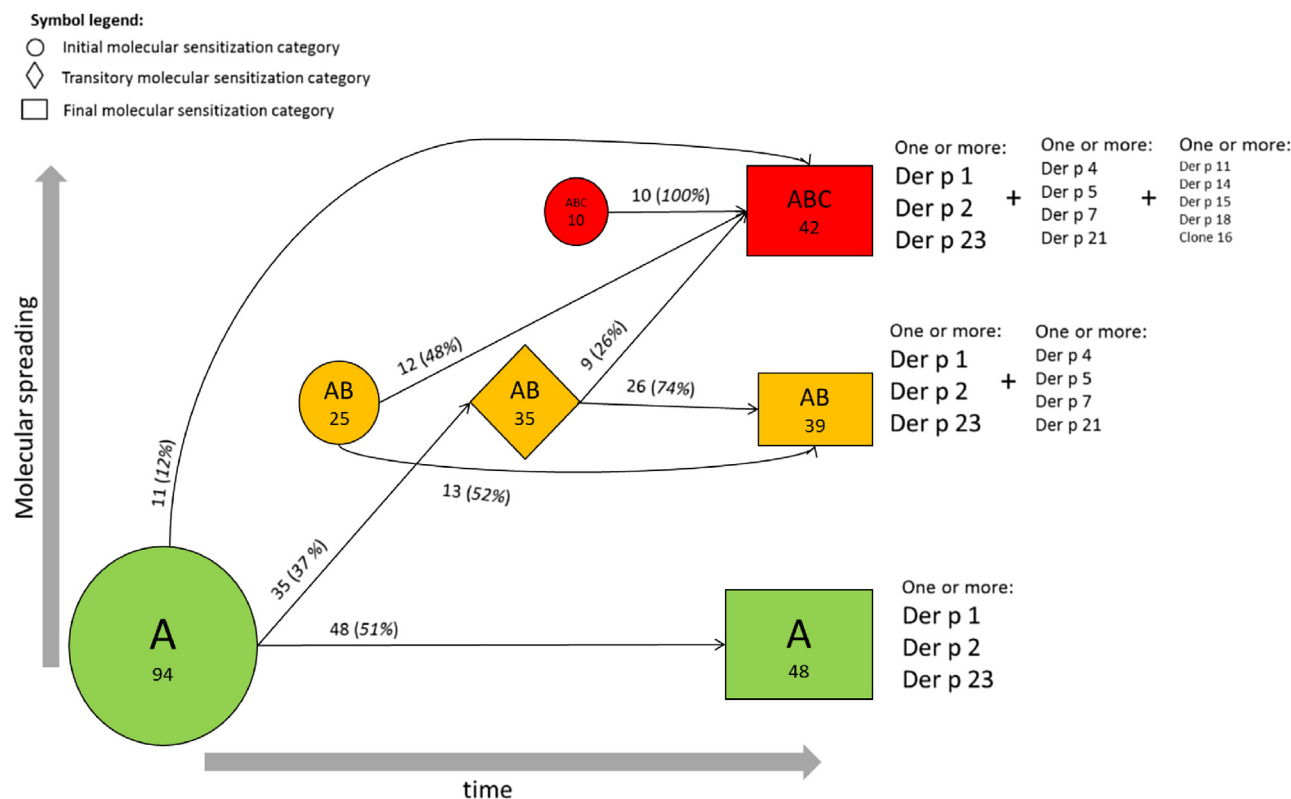 Symbol legend:
Initial molecular sensitization category
Transitory molecular sensitization category
Final molecular sensitization category
Molecular spreading
time
A
94
11 (12%)
35 (37 %)
48 (51%)
AB
25
12 (48%)
13 (52%)
AB
35
9 (26%)
26 (74%)
ABC
10
10 (100%)
ABC
42
One or more:
Der p 1
Der p 2
Der p 23
+
One or more:
Der p 4
Der p 5
Der p 7
Der p 21
+
One or more:
Der p 11
Der p 14
Der p 15
Der p 18
Clone 16
AB
39
One or more:
Der p 1
Der p 2
Der p 23
+
One or more:
Der p 4
Der p 5
Der p 7
Der p 21
A
48
One or more:
Der p 1
Der p 2
Der p 23